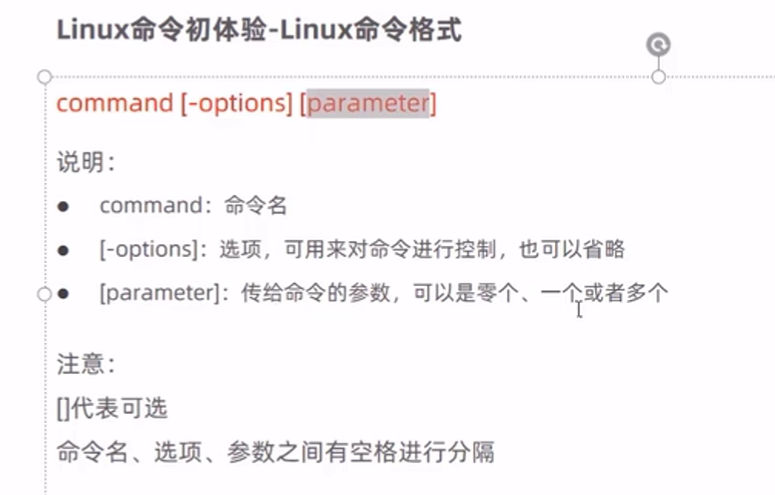 Linux命令初体验-Linux命令格式
command [-options] [parameter]
说明：
● command：命令名
● [-options]：选项，可用来对命令进行控制，也可以省略
● [parameter]：传给命令的参数，可以是零个、一个或者多个
注意：
[]代表可选
命令名、选项、参数之间有空格进行分隔